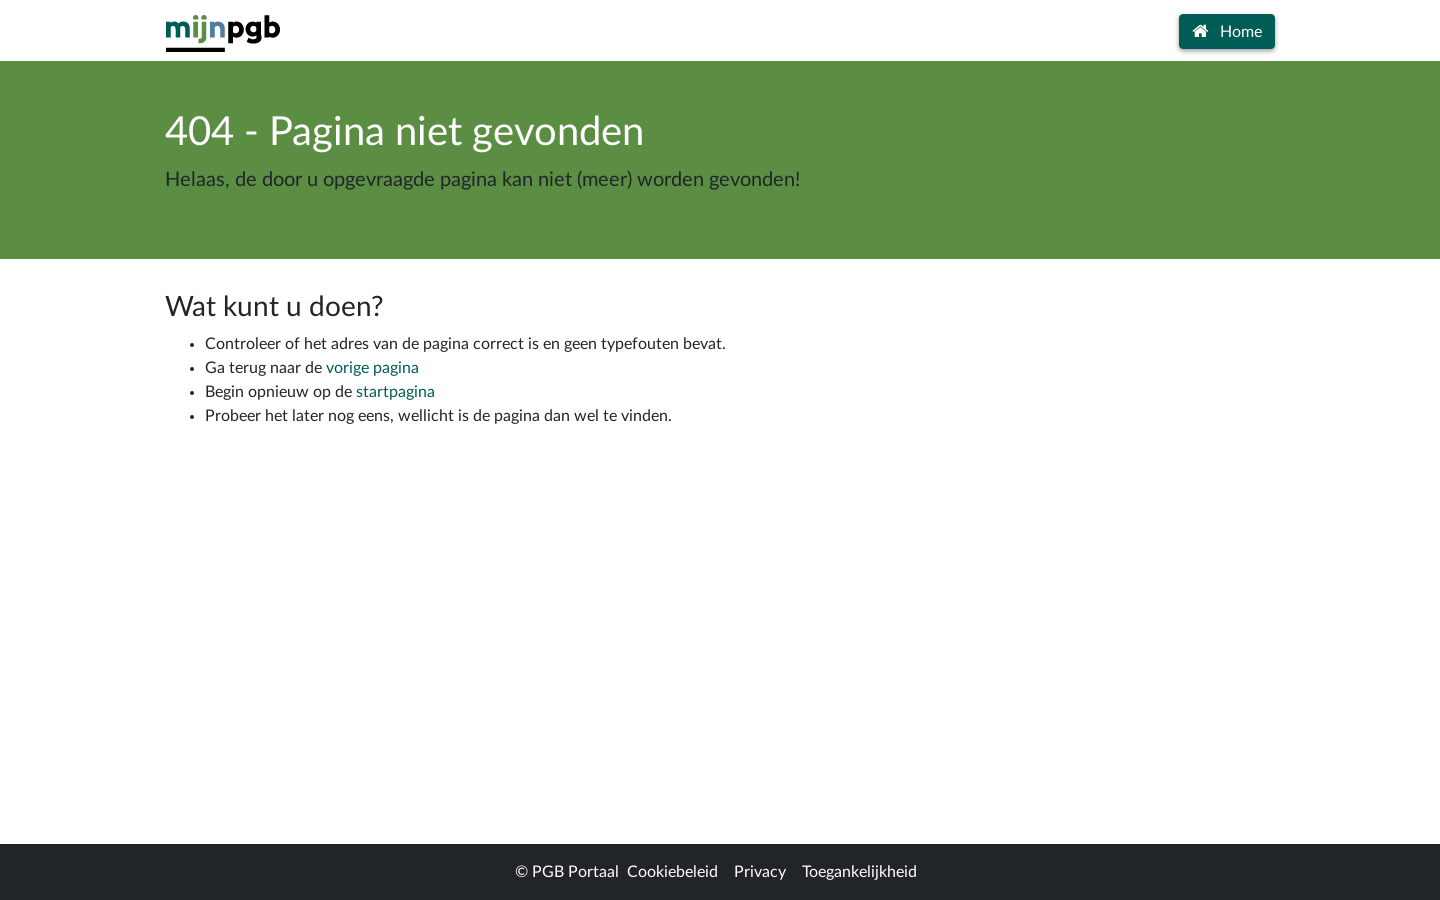 mijnpgb
Home
404 - Pagina niet gevonden
Helaas, de door u opgevraagde pagina kan niet (meer) worden gevonden!
Wat kunt u doen?
• Controleer of het adres van de pagina correct is en geen typefouten bevat.
• Ga terug naar de vorige pagina
• Begin opnieuw op de startpagina
• Probeer het later nog eens, wellicht is de pagina dan wel te vinden.
© PGB Portaal Cookiebeleid Privacy Toegankelijkheid